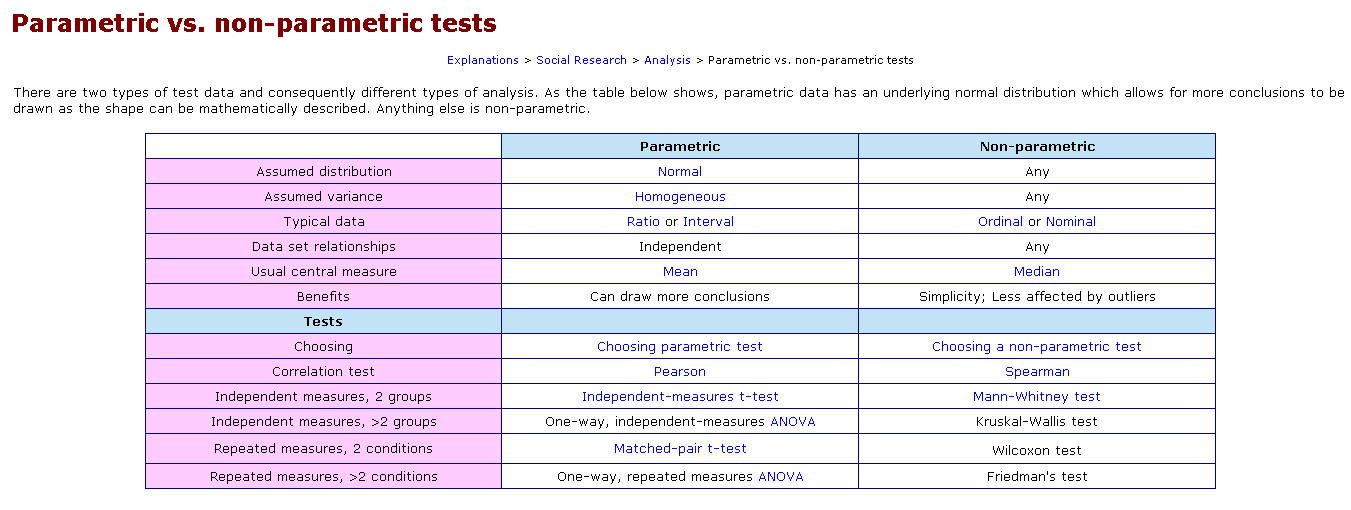 Parametric vs. non-parametric tests
Explanations > Social Research > Analysis > Parametric vs. non-parametric tests
There are two types of test data and consequently different types of analysis. As the table below shows, parametric data has an underlying normal distribution which allows for more conclusions to be
drawn as the shape can be mathematically described. Anything else is non-parametric.
Parametric Non-parametric
Assumed distribution Normal Any
Assumed variance Homogeneous Any
Typical data Ratio or Interval Ordinal or Nominal
Data set relationships Independent Any
Usual central measure Mean Median
Benefits Can draw more conclusions Simplicity; Less affected by outliers
Tests
Choosing Choosing parametric test Choosing a non-parametric test
Correlation test Pearson Spearman
Independent measures, 2 groups Independent-measures t-test Mann-Whitney test
Independent measures, >2 groups One-way, independent-measures ANOVA Kruskal-Wallis test
Repeated measures, 2 conditions Matched-pair t-test Wilcoxon test
Repeated measures, >2 conditions One-way, repeated measures ANOVA Friedman's test